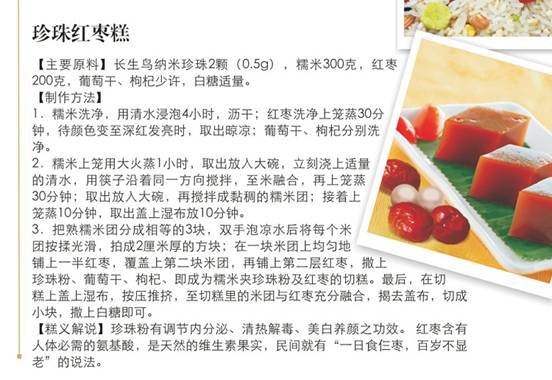 珍珠红枣糕
【主要原料】长生鸟纳米珍珠2颗（0.5g），糯米300克，红枣
200克，葡萄干、枸杞少许，白糖适量。
【制作方法】
1．糯米洗净，用清水浸泡4小时，沥干；红枣洗净上笼蒸30分
钟，待颜色变至深红发亮时，取出晾凉；葡萄干、枸杞分别洗
净。
2．糯米上笼用大火蒸1小时，取出放入大碗，立刻浇上适量
的清水，用筷子沿着同一方向搅拌，至米融合，再上笼蒸
30分钟；取出放入大碗，再搅拌成黏稠的糯米团；接着上
笼蒸10分钟，取出盖上湿布放10分钟。
3．把熟糯米团分成相等的3块，双手泡凉水后将每个米
团按揉光滑，拍成2厘米厚的方块；在一块米团上均匀地
铺上一半红枣，覆盖上第二块米团，再铺上第二层红枣，撒上
珍珠粉、葡萄干、枸杞、即成为糯米夹珍珠粉及红枣的切糕。最后，在切
糕上盖上湿布，按压推挤，至切糕里的米团与红枣充分融合，揭去盖布，切成
小块，撒上白糖即可。
【糕义解说】珍珠粉有调节内分泌、清热解毒、美白养颜之功效。 红枣含有
人体必需的氨基酸，是天然的维生素果实，民间就有“一日食仨枣，百岁不显
老”的说法。